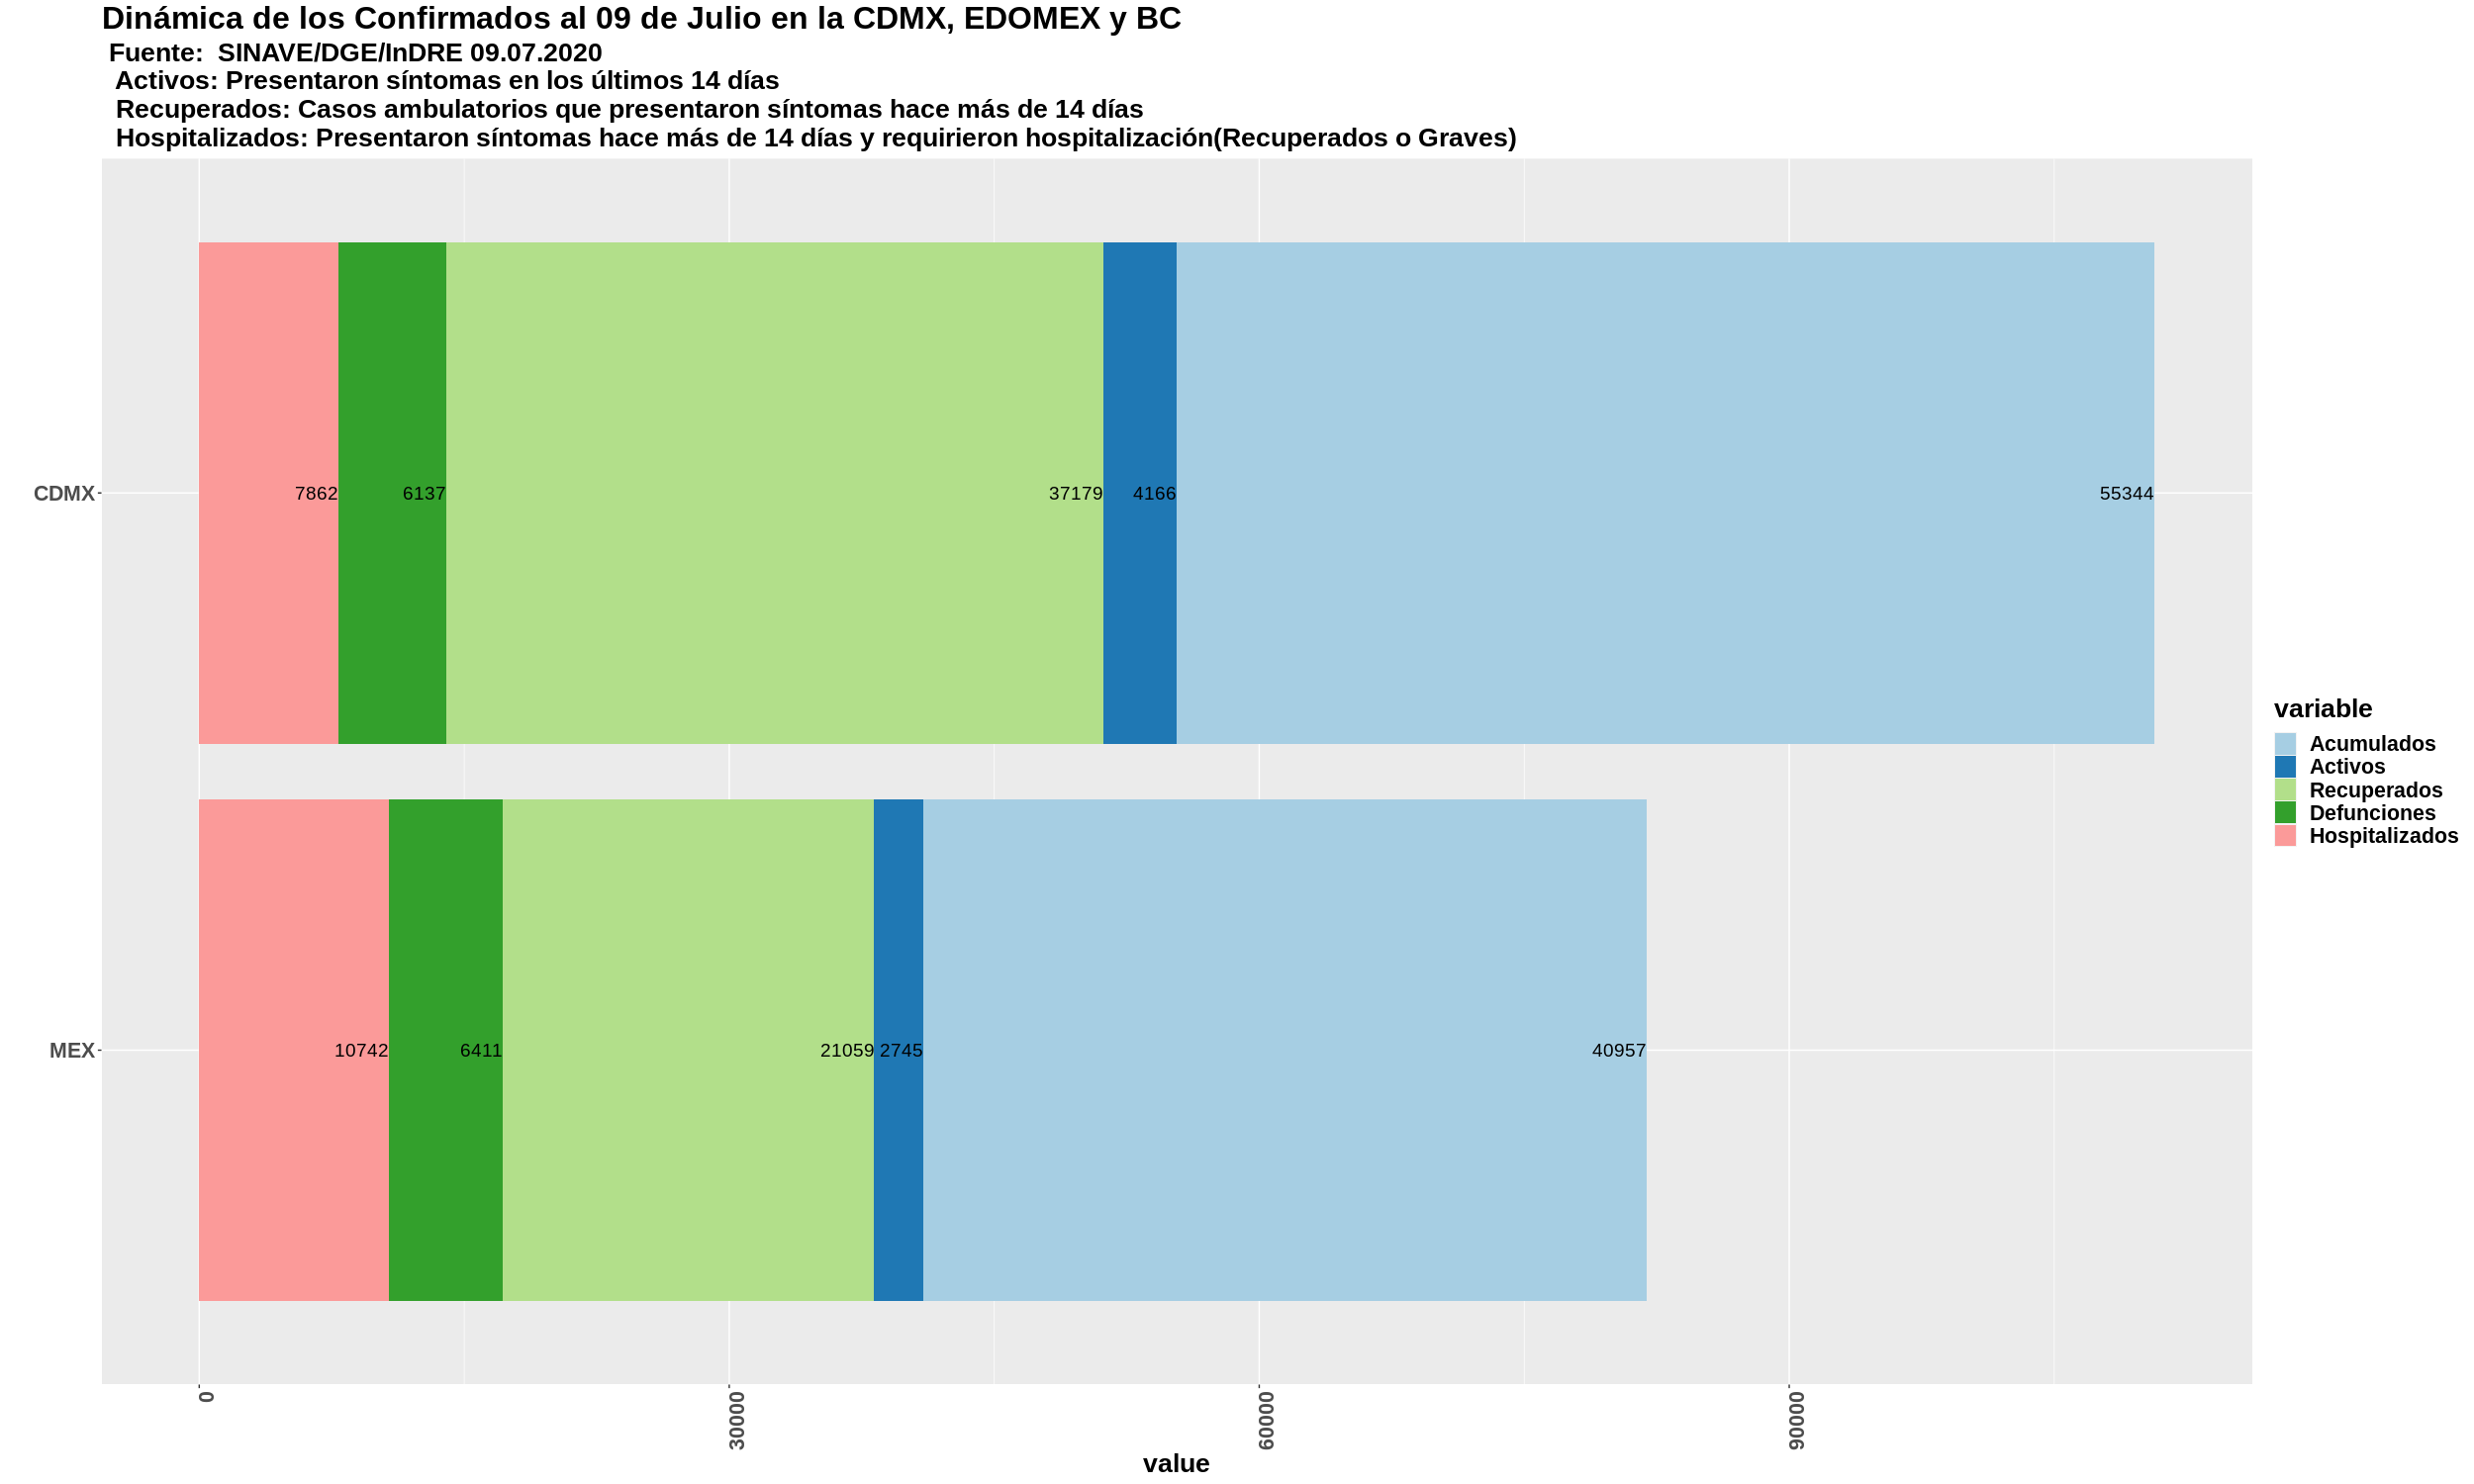 Dinámica de los Confirmados al 09 de Julio en la CDMX, EDOMEX y BC
Fuente:  SINAVE/DGE/InDRE 09.07.2020
Activos: Presentaron síntomas en los últimos 14 días
Recuperados: Casos ambulatorios que presentaron síntomas hace más de 14 días
Hospitalizados: Presentaron síntomas hace más de 14 días y requirieron hospitalización(Recuperados o Graves)
CDMX
7862 6137 37179 4166 55344
MEX
10742 6411 21059 2745 40957
0 30000 60000 90000
value
variable
Acumulados
Activos
Recuperados
Defunciones
Hospitalizados